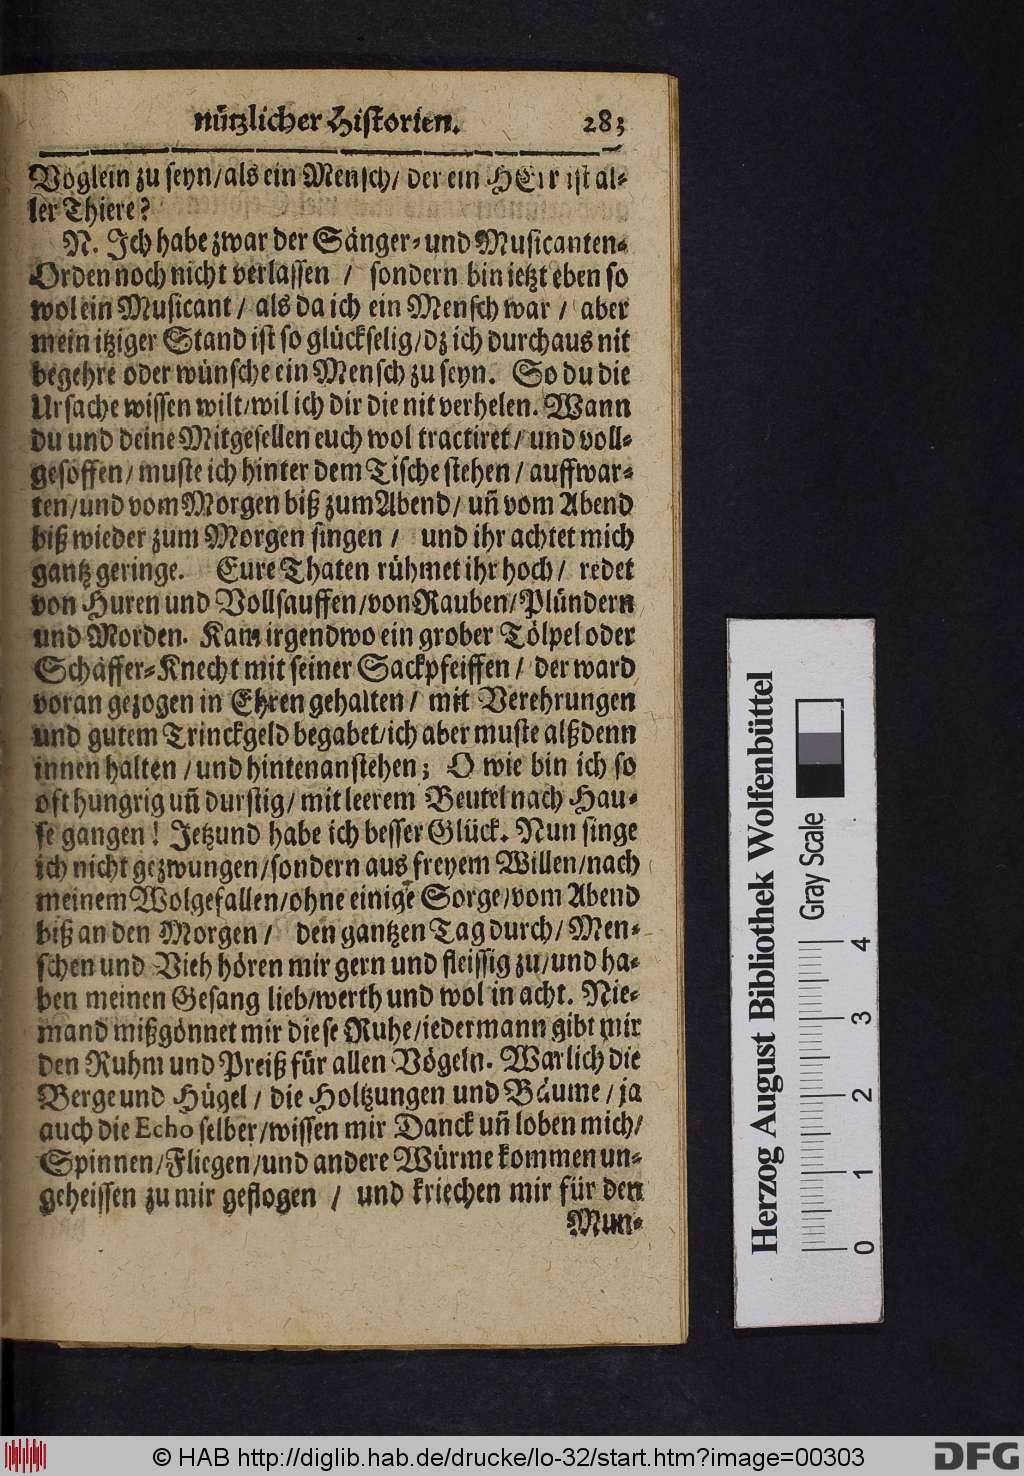 nützlicher Historien. 283
Vöglein zu seyn/als ein Mensch/ der ein HErr ist al-
ler Thiere?
N. Ich habe zwar der Sänger- und Musicanten-
Orden noch nicht verlassen / sondern bin ietzt eben so
wol ein Musicant / als da ich ein Mensch war / aber
mein itziger Stand ist so glückselig/dz ich durchaus nit
begehre oder wünsche ein Mensch zu seyn. So du die
Ursache wissen wilt/wil ich dir die nit verhelen. Wann
du und deine Mitgesellen euch wol tractiret / und voll-
gesoffen/ muste ich hinter dem Tische stehen / auffwar-
ten/und vom Morgen biß zum Abend/ uñ vom Abend
biß wieder zum Morgen singen / und ihr achtet mich
gantz geringe. Eure Thaten rühmet ihr hoch/ redet
von Huren und Vollsauffen/von Rauben/Plündern
und Morden. Kam irgendwo ein grober Tölpel oder
Schäffer-Knecht mit seiner Sackpfeiffen / der ward
voran gezogen in Ehren gehalten / mit Verehrungen
und gutem Trinckgeld begabet/ich aber muste alßdenn
innen halten / und hintenanstehen; O wie bin ich so
oft hungrig uñ durstig/ mit leerem Beutel nach Hau-
se gangen! Jetzund habe ich besser Glück. Nun singe
ich nicht gezwungen/sondern aus freyem Willen/nach
meinem Wolgefallen/ohne einige Sorge/vom Abend
biß an den Morgen / den gantzen Tag durch/ Men-
schen und Vieh hören mir gern und fleissig zu/und ha-
ben meinen Gesang lieb/werth und wol in acht. Nie-
mand mißgönnet mir diese Ruhe/iedermann gibt mir
den Ruhm und Preiß für allen Vögeln. Warlich die
Berge und Hügel / die Holtzungen und Bäume / ja
auch die Echo selber/wissen mir Danck uñ loben mich/
Spinnen/Fliegen/und andere Würme kommen un-
geheissen zu mir geflogen / und kriechen mir für den
Mun-
Herzog August Bibliothek Wolfenbüttel
Gray Scale
0 1 2 3 4
© HAB http://diglib.hab.de/drucke/lo-32/start.htm?image=00303
DFG